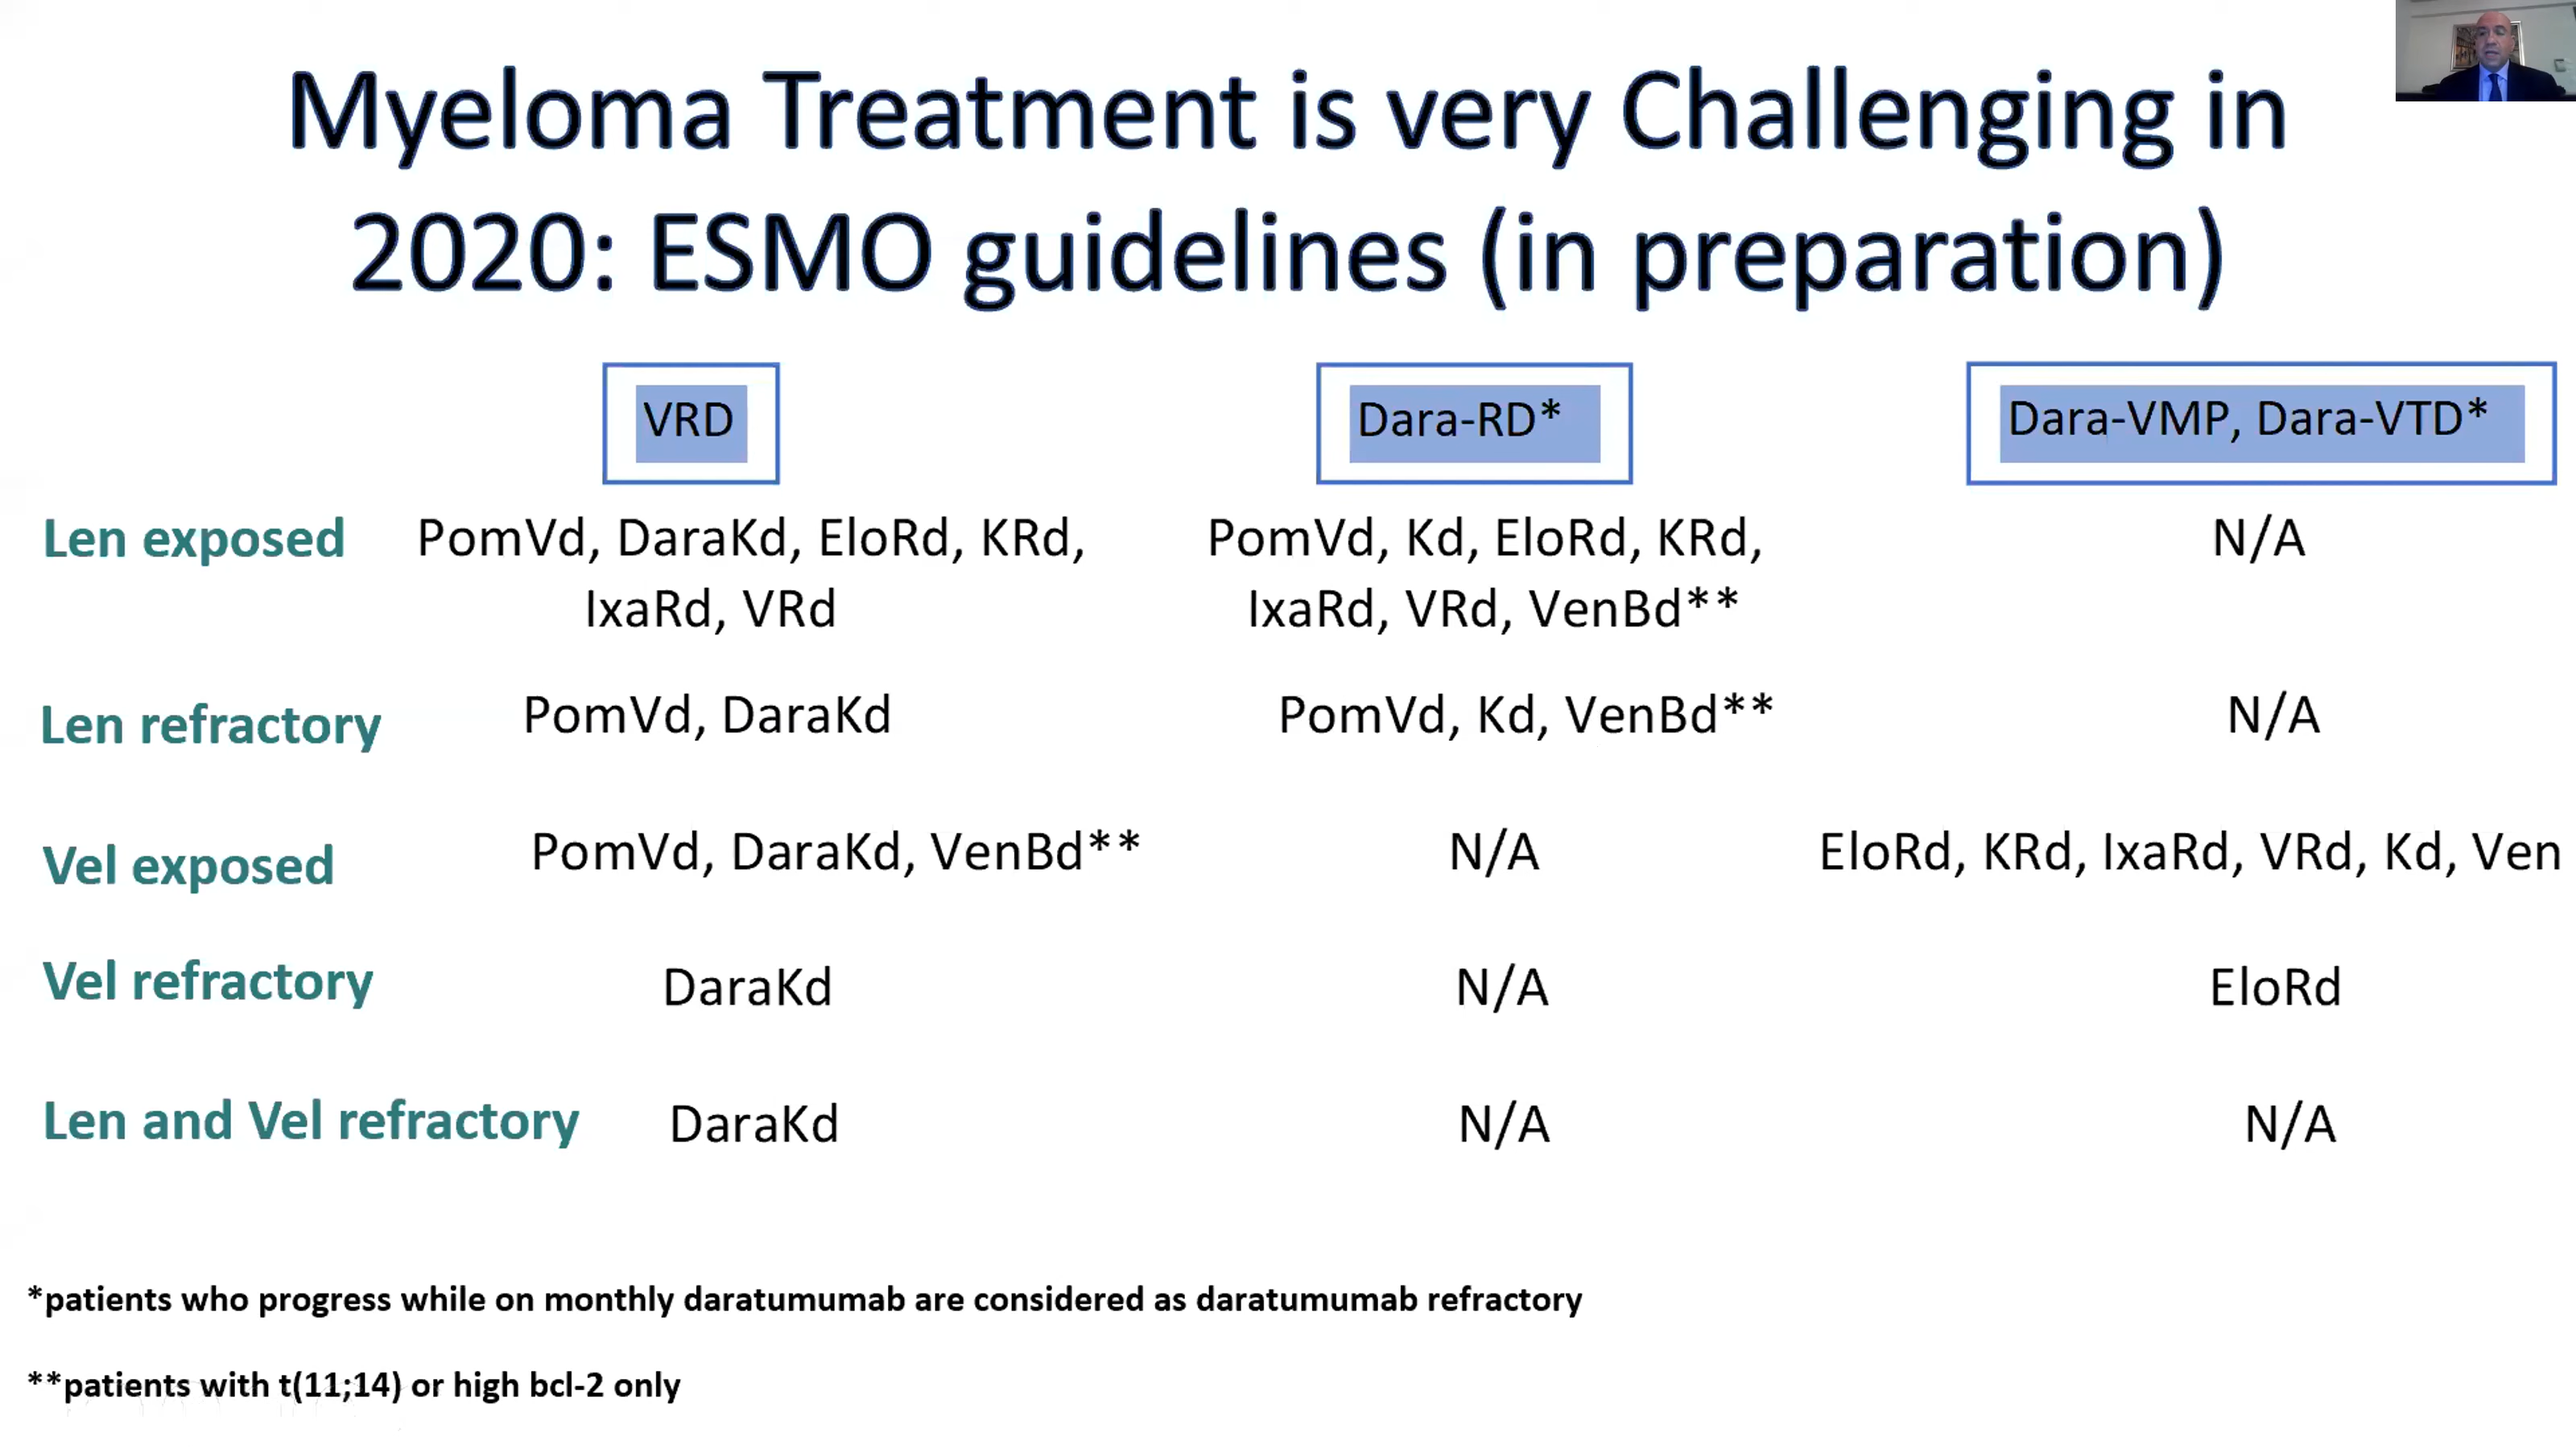 Myeloma Treatment is very Challenging in
2020: ESMO guidelines (in preparation)
VRD
Dara-RD*
Dara-VMP, Dara-VTD*
Len exposed
PomVd, DaraKd, EloRd, KRd,
IxaRd, VRd
PomVd, Kd, EloRd, KRd,
IxaRd, VRd, VenBd**
N/A
Len refractory
PomVd, DaraKd
PomVd, Kd, VenBd**
N/A
Vel exposed
PomVd, DaraKd, VenBd**
N/A
EloRd, KRd, IxaRd, VRd, Kd, Ven
Vel refractory
DaraKd
N/A
EloRd
Len and Vel refractory
DaraKd
N/A
N/A
*patients who progress while on monthly daratumumab are considered as daratumumab refractory
**patients with t(11;14) or high bcl-2 only